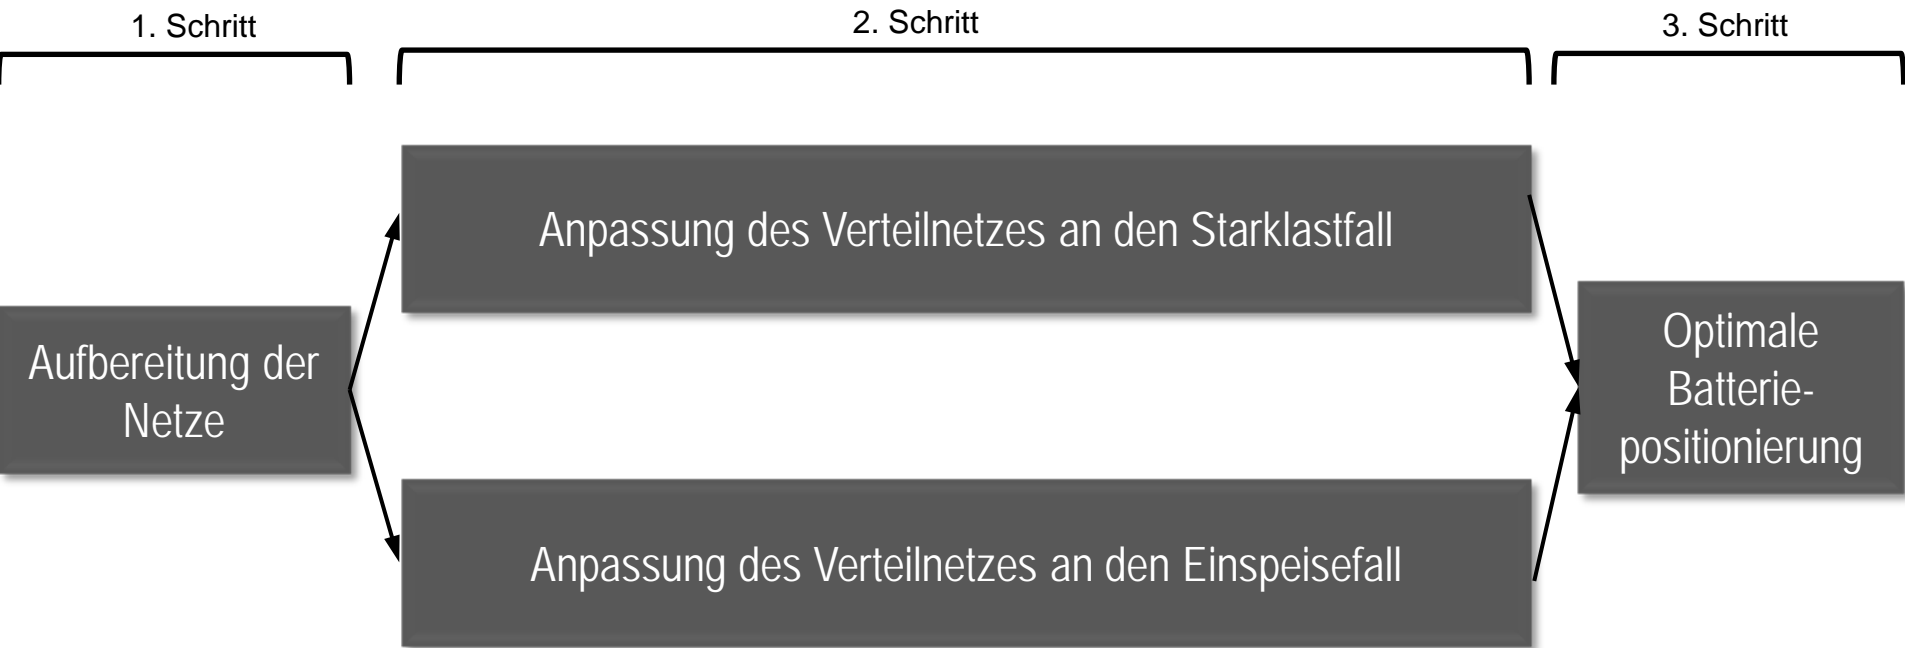 1. Schritt
2. Schritt
3. Schritt
Anpassung des Verteilnetzes an den Starklastfall
Aufbereitung der
Netze
Optimale
Batterie-
positionierung
Anpassung des Verteilnetzes an den Einspeisefall